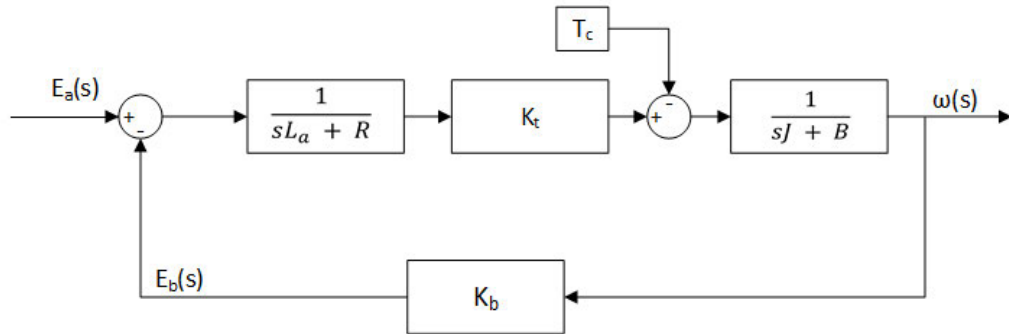 T_c
E_a(s)
+
-
1
sL_a + R
K_t
-
+
1
sJ + B
ω(s)
E_b(s)
K_b